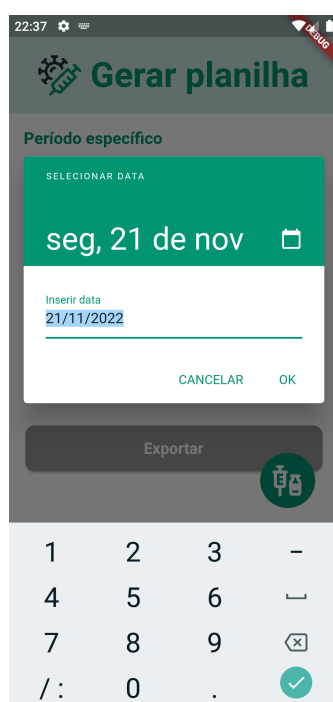 22:37
DEBUG
Gerar planilha
Período específico
SELECIONAR DATA
seg, 21 de nov
Inserir data
21/11/2022
CANCELAR OK
Exportar
1 2 3 -
4 5 6
7 8 9
/ : 0 .